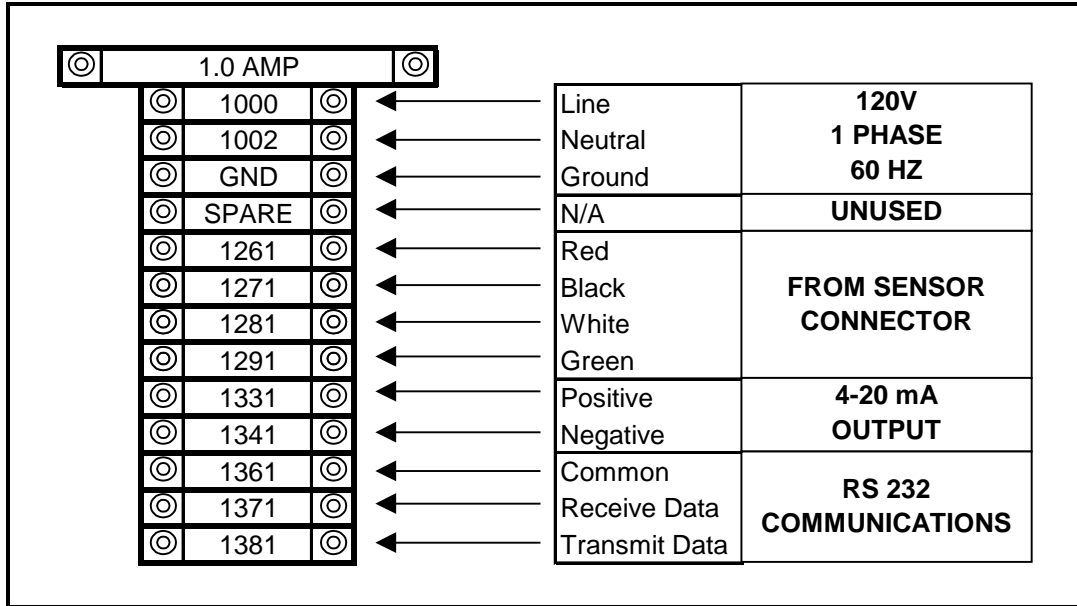 1.0 AMP
1000 Line 120V
1002 Neutral 1 PHASE
GND Ground 60 HZ
SPARE N/A UNUSED
1261 Red
1271 Black FROM SENSOR
1281 White CONNECTOR
1291 Green
1331 Positive 4-20 mA
1341 Negative OUTPUT
1361 Common RS 232
1371 Receive Data COMMUNICATIONS
1381 Transmit Data